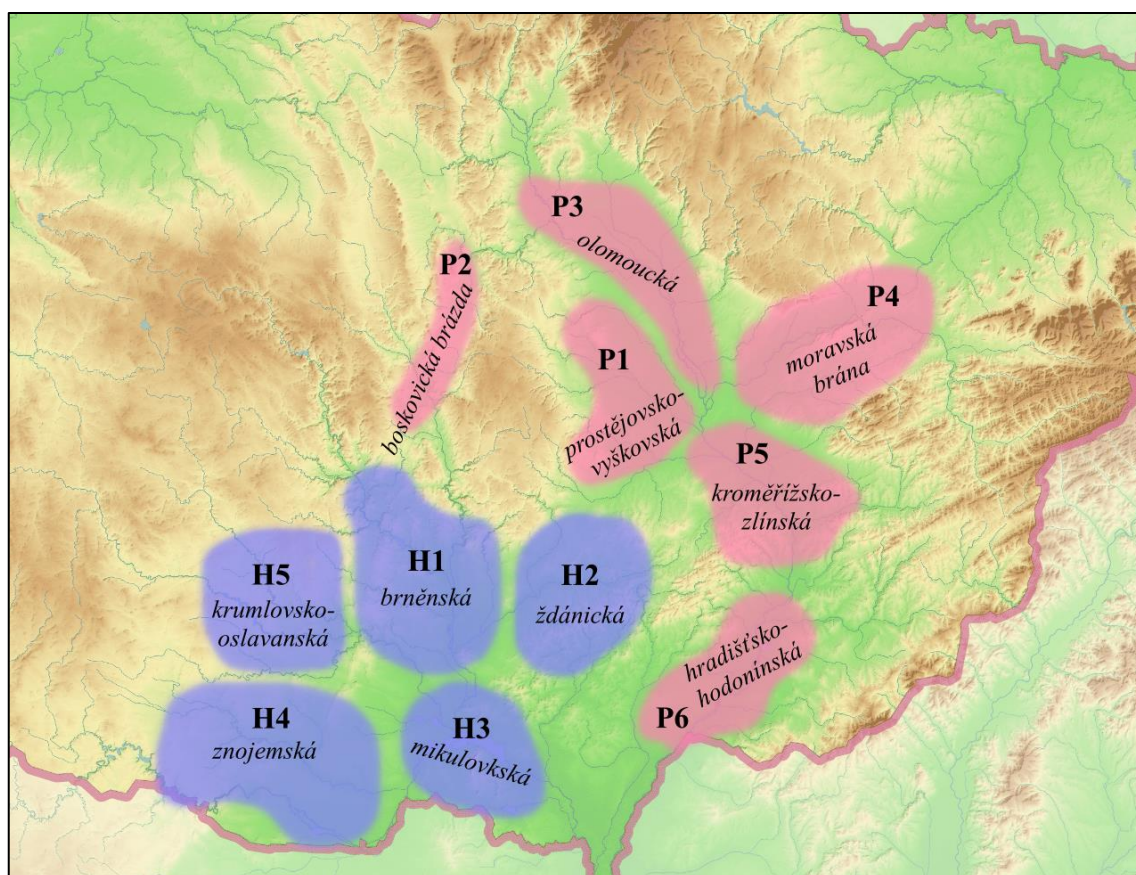 P3
olomoucká
P2
boskovická brázda
P4
moravská
brána
P1
prostějovsko-
vyškovská
P5
kroměřížsko-
zlínská
H1
brněnská
H2
ždánická
H5
krumlovsko-
oslavanská
hradišťsko-
hodonínská
P6
H4
znojemská
H3
mikulovkská